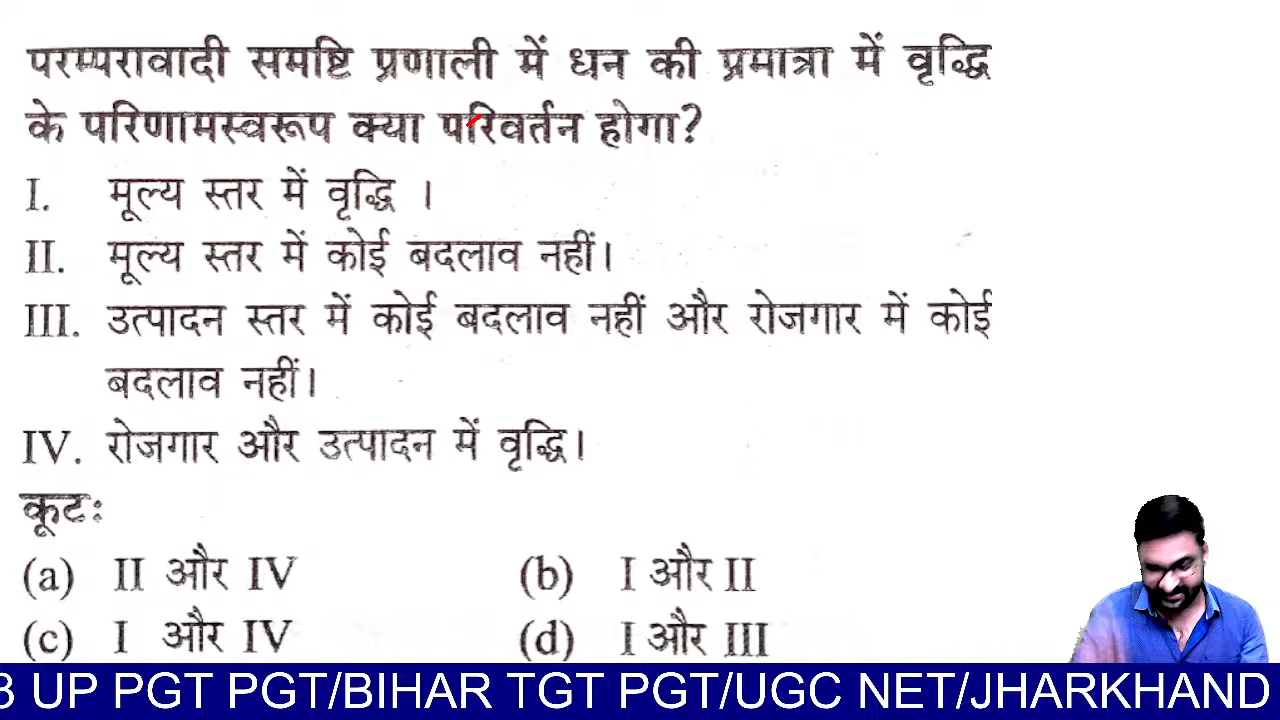 परम्परावादी समष्टि प्रणाली में धन की प्रमात्रा में वृद्धि
के परिणामस्वरूप क्या परिवर्तन होगा?
I. मूल्य स्तर में वृद्धि ।
II. मूल्य स्तर में कोई बदलाव नहीं।
III. उत्पादन स्तर में कोई बदलाव नहीं और रोजगार में कोई
बदलाव नहीं।
IV. रोजगार और उत्पादन में वृद्धि।
कूटः
(a) II और IV (b) I और II
(c) I और IV (d) I और III
UP PGT PGT/BIHAR TGT PGT/UGC NET/JHARKHAND